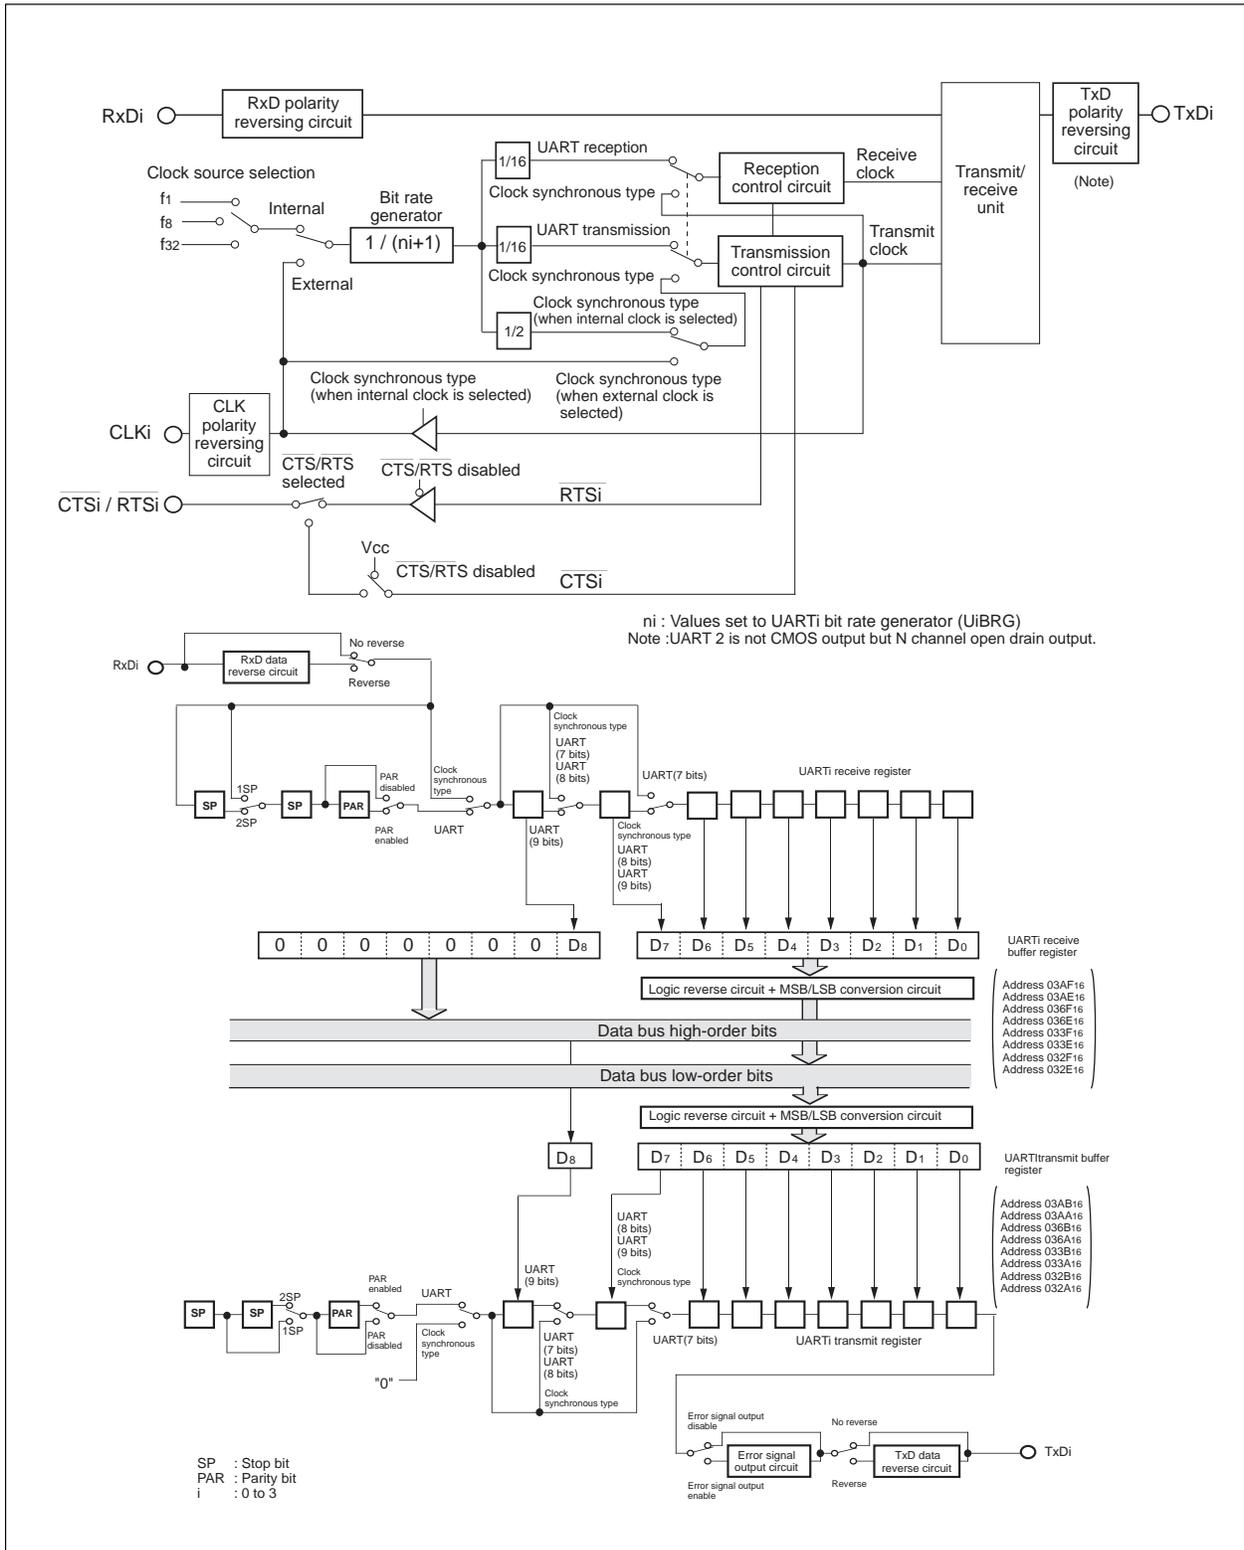 RxDi
RxD polarity
reversing circuit
TxD
polarity
reversing
circuit
TxDi
(Note)
Transmit/
receive
unit
Clock source selection
f1
f8
f32
Internal
External
Bit rate
generator
1 / (ni+1)
1/16
UART reception
Clock synchronous type
Reception
control circuit
Receive
clock
1/16
UART transmission
Clock synchronous type
Transmission
control circuit
Transmit
clock
1/2
Clock synchronous type
(when internal clock is selected)
Clock synchronous type
(when internal clock is selected)
Clock synchronous type
(when external clock is
selected)
CLKi
CLK
polarity
reversing
circuit
CTS/RTS
selected
CTS/RTS disabled
CTSi / RTSi
RTSi
Vcc
CTS/RTS disabled
CTSi
ni : Values set to UARTi bit rate generator (UiBRG)
Note :UART 2 is not CMOS output but N channel open drain output.
RxDi
RxD data
reverse circuit
No reverse
Reverse
SP
1SP
2SP
SP
PAR
PAR
disabled
PAR
enabled
Clock
synchronous
type
UART
Clock
synchronous type
UART
(7 bits)
UART
(8 bits)
UART
(9 bits)
UART(7 bits)
Clock
synchronous type
UART
(8 bits)
UART
(9 bits)
UARTi receive register
0 0 0 0 0 0 0 D8
D7 D6 D5 D4 D3 D2 D1 D0
UARTi receive
buffer register
Logic reverse circuit + MSB/LSB conversion circuit
Address 03AF16
Address 03AE16
Address 036F16
Address 036E16
Address 033F16
Address 033E16
Address 032F16
Address 032E16
Data bus high-order bits
Data bus low-order bits
Logic reverse circuit + MSB/LSB conversion circuit
D8
D7 D6 D5 D4 D3 D2 D1 D0
UARTItransmit buffer
register
Address 03AB16
Address 03AA16
Address 036B16
Address 036A16
Address 033B16
Address 033A16
Address 032B16
Address 032A16
UART
(8 bits)
UART
(9 bits)
Clock
synchronous type
UART
(9 bits)
SP
SP
2SP
1SP
PAR
PAR
enabled
PAR
disabled
UART
Clock
synchronous
type
"0"
UART
(7 bits)
UART
(8 bits)
Clock
synchronous type
UART(7 bits)
UARTi transmit register
Error signal output
disable
Error signal
output circuit
Error signal output
enable
No reverse
TxD data
reverse circuit
Reverse
TxDi
SP : Stop bit
PAR : Parity bit
i : 0 to 3